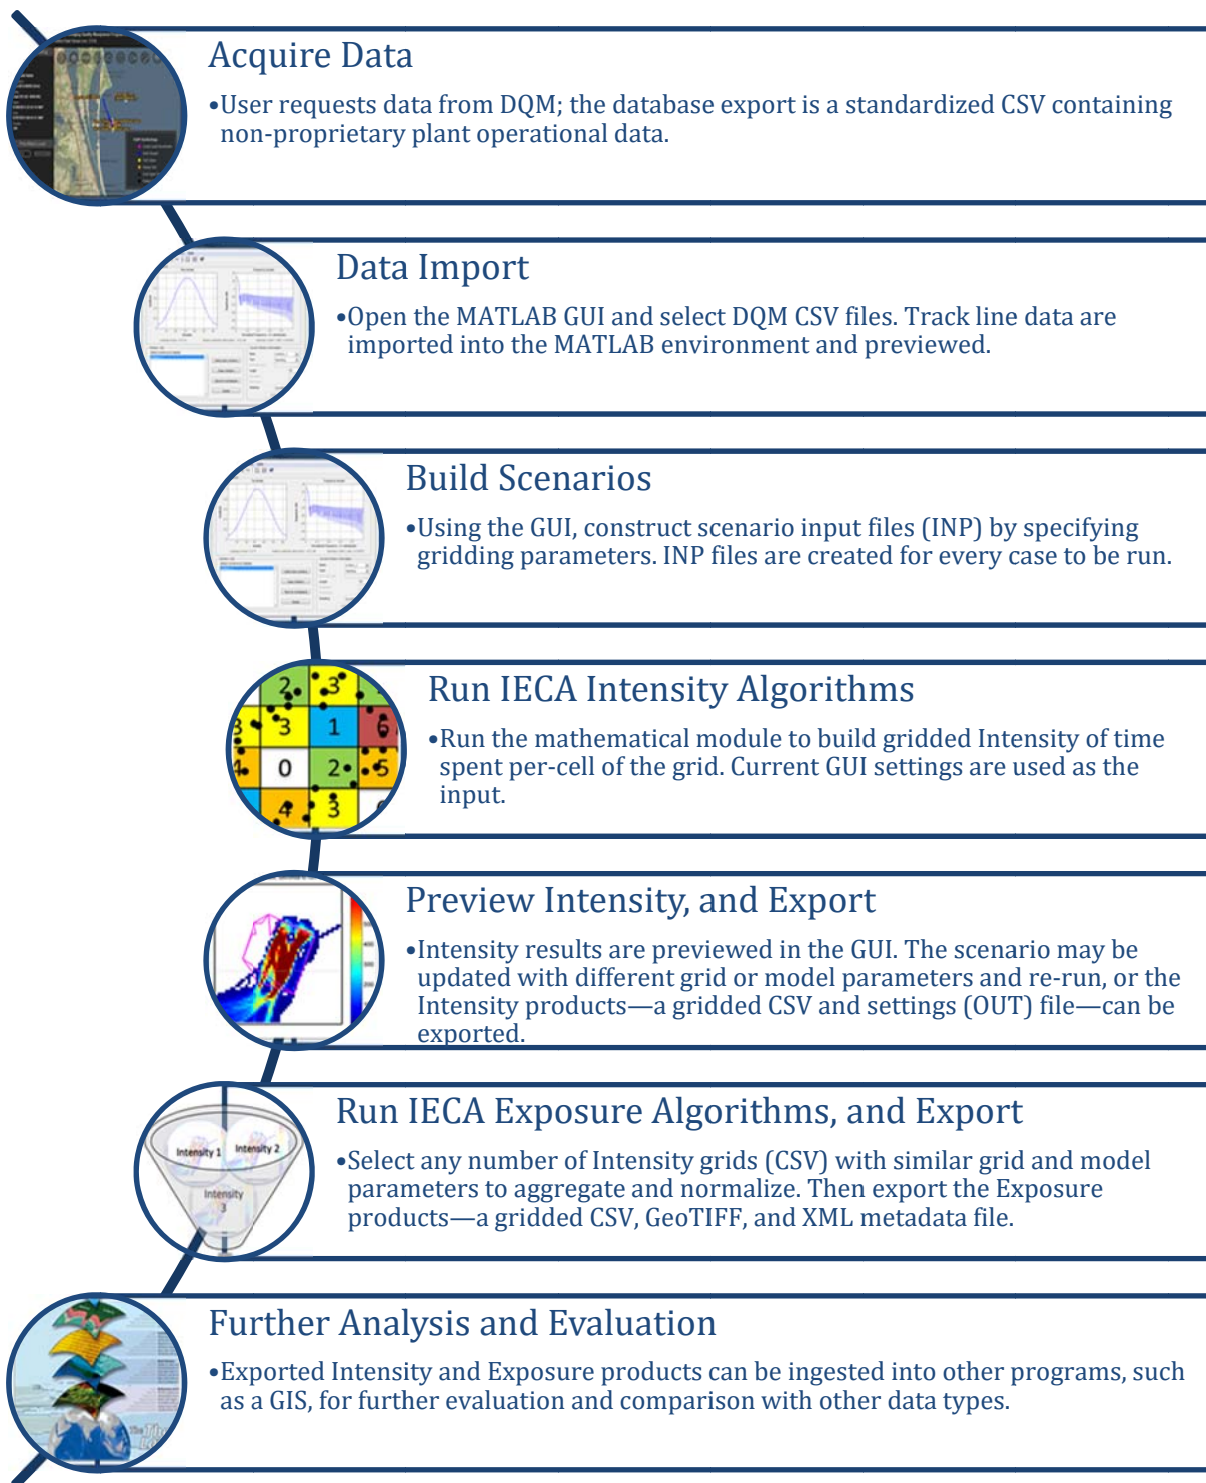 Acquire Data
•User requests data from DQM; the database export is a standardized CSV containing
non-proprietary plant operational data.
Data Import
•Open the MATLAB GUI and select DQM CSV files. Track line data are
imported into the MATLAB environment and previewed.
Build Scenarios
•Using the GUI, construct scenario input files (INP) by specifying
gridding parameters. INP files are created for every case to be run.
2 3
3 3 1 6
4 0 2 5
4 3
Run IECA Intensity Algorithms
•Run the mathematical module to build gridded Intensity of time
spent per-cell of the grid. Current GUI settings are used as the
input.
Preview Intensity, and Export
•Intensity results are previewed in the GUI. The scenario may be
updated with different grid or model parameters and re-run, or the
Intensity products—a gridded CSV and settings (OUT) file—can be
exported.
Intensity 1 Intensity 2
Intensity
3
Run IECA Exposure Algorithms, and Export
•Select any number of Intensity grids (CSV) with similar grid and model
parameters to aggregate and normalize. Then export the Exposure
products—a gridded CSV, GeoTIFF, and XML metadata file.
Further Analysis and Evaluation
•Exported Intensity and Exposure products can be ingested into other programs, such
as a GIS, for further evaluation and comparison with other data types.